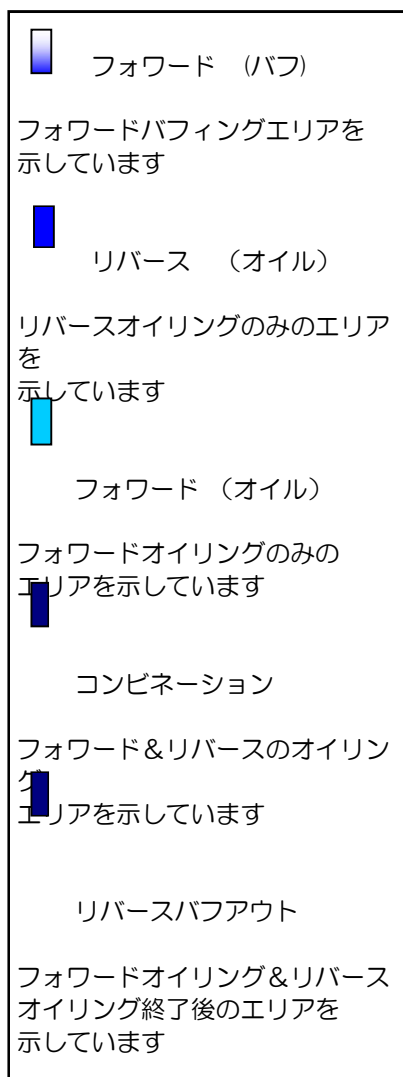 フォワード　(バフ)
フォワードバフィングエリアを
示しています
リバース　（オイル）
リバースオイリングのみのエリア
を
示しています
フォワード　（オイル）
フォワードオイリングのみの
エリアを示しています
コンビネーション
フォワード＆リバースのオイリン
グ
エリアを示しています
リバースバフアウト
フォワードオイリング＆リバース
オイリング終了後のエリアを
示しています